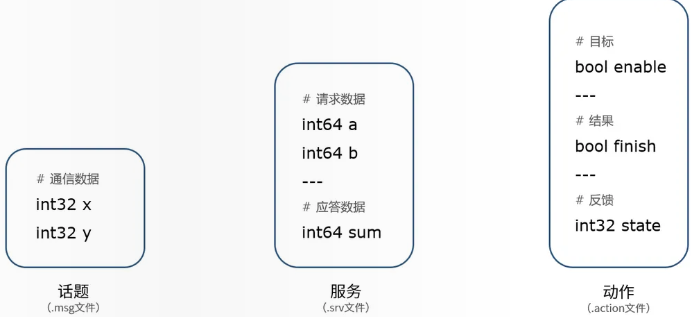 # 通信数据
int32 x
int32 y
话题
(.msg文件)
# 请求数据
int64 a
int64 b
---
# 应答数据
int64 sum
服务
(.srv文件)
# 目标
bool enable
---
# 结果
bool finish
---
# 反馈
int32 state
动作
(.action文件)